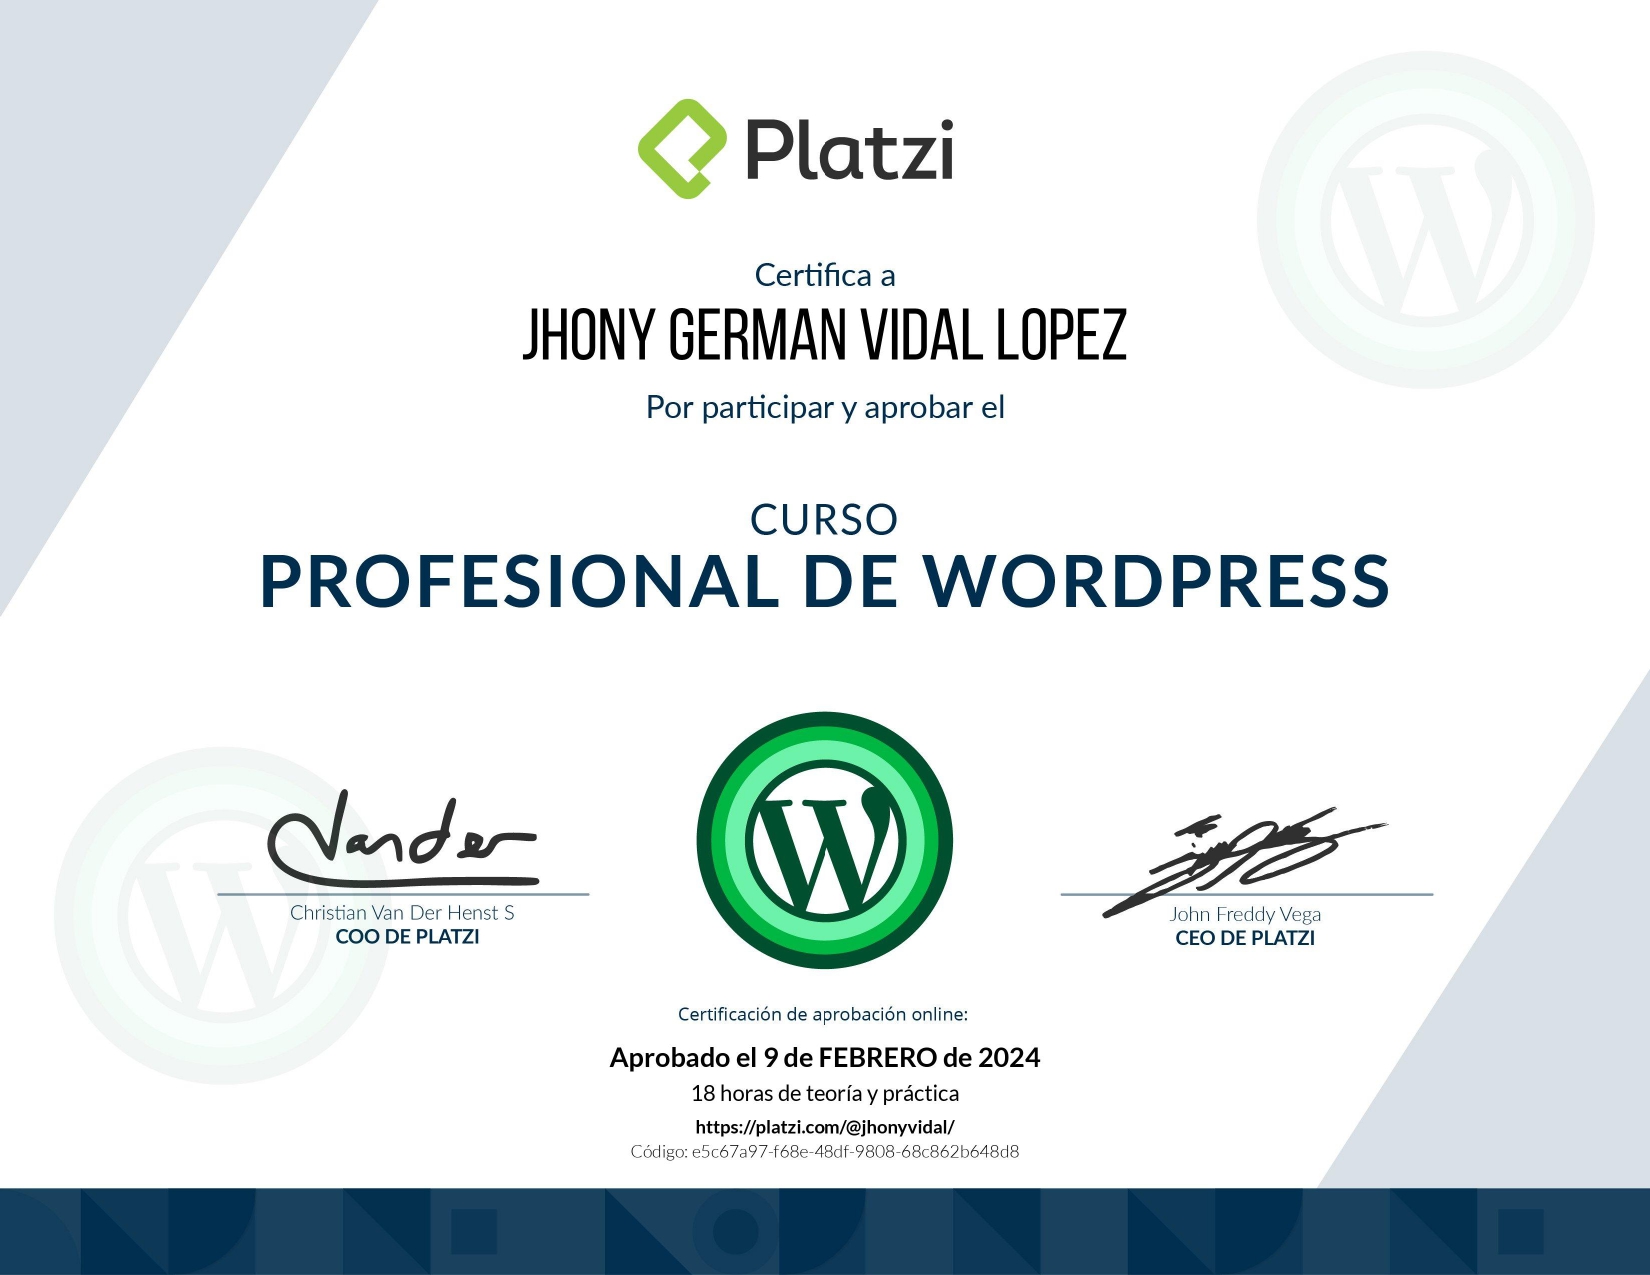 Platzi
Certifica a
JHONY GERMAN VIDAL LOPEZ
Por participar y aprobar el
CURSO
PROFESIONAL DE WORDPRESS
Vander
Christian Van Der Henst S
COO DE PLATZI
John Freddy Vega
CEO DE PLATZI
Certificación de aprobación online:
Aprobado el 9 de FEBRERO de 2024
18 horas de teoría y práctica
https://platzi.com/@jhonyvidal/
Código: e5c67a97-f68e-48df-9808-68c862b648d8